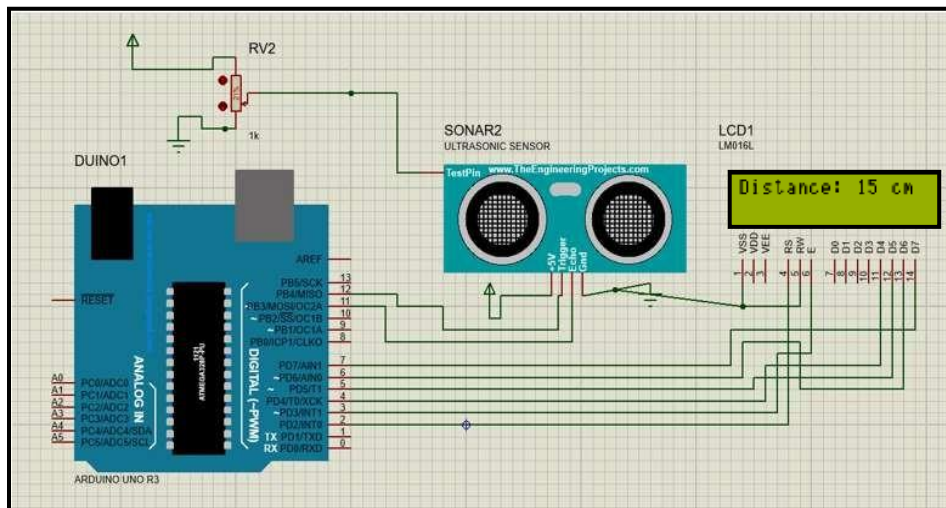 RV2
21%
1k
SONAR2
ULTRASONIC SENSOR
LCD1
LM016L
TestPin
www.TheEngineeringProjects.com
+5V
Trigger
Echo
Gnd
Distance: 15 cm
VSS
VDD
VEE
RS
RW
E
D0
D1
D2
D3
D4
D5
D6
D7
1
2
3
4
5
6
7
8
9
10
11
12
13
14
DUINO1
RESET
AREF
PB5/SCK 13
PB4/MISO 12
~PB3/MOSI/OC2A 11
~PB2/SS/OC1B 10
~PB1/OC1A 9
PB0/ICP1/CLKO 8
PD7/AIN1 7
~PD6/AIN0 6
~PD5/T1 5
PD4/T0/XCK 4
~PD3/INT1 3
PD2/INT0 2
TX PD1/TXD 1
RX PD0/RXD 0
DIGITAL (~PWM)
ANALOG IN
ATMEGA328P-PU
1121
A0 PC0/ADC0
A1 PC1/ADC1
A2 PC2/ADC2
A3 PC3/ADC3
A4 PC4/ADC4/SDA
A5 PC5/ADC5/SCL
ARDUINO UNO R3